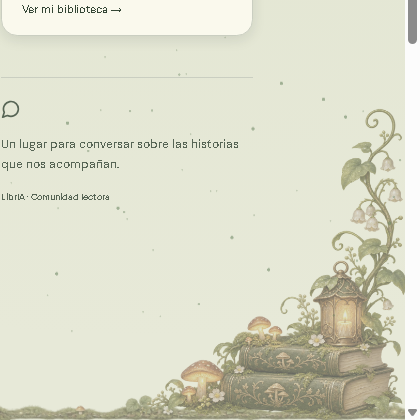 Ver mi biblioteca →
Un lugar para conversar sobre las historias
que nos acompañan.
LibrIA · Comunidad lectora